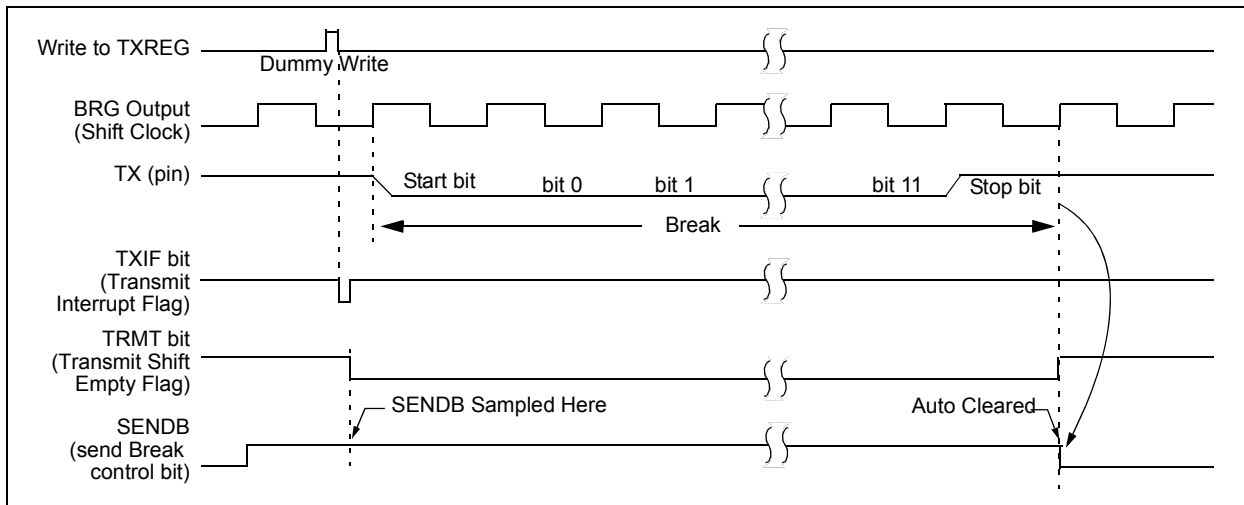 Write to TXREG
Dummy Write
BRG Output
(Shift Clock)
TX (pin)
Start bit
bit 0
bit 1
bit 11
Stop bit
Break
TXIF bit
(Transmit
Interrupt Flag)
TRMT bit
(Transmit Shift
Empty Flag)
SENDB Sampled Here
Auto Cleared
SENDB
(send Break
control bit)